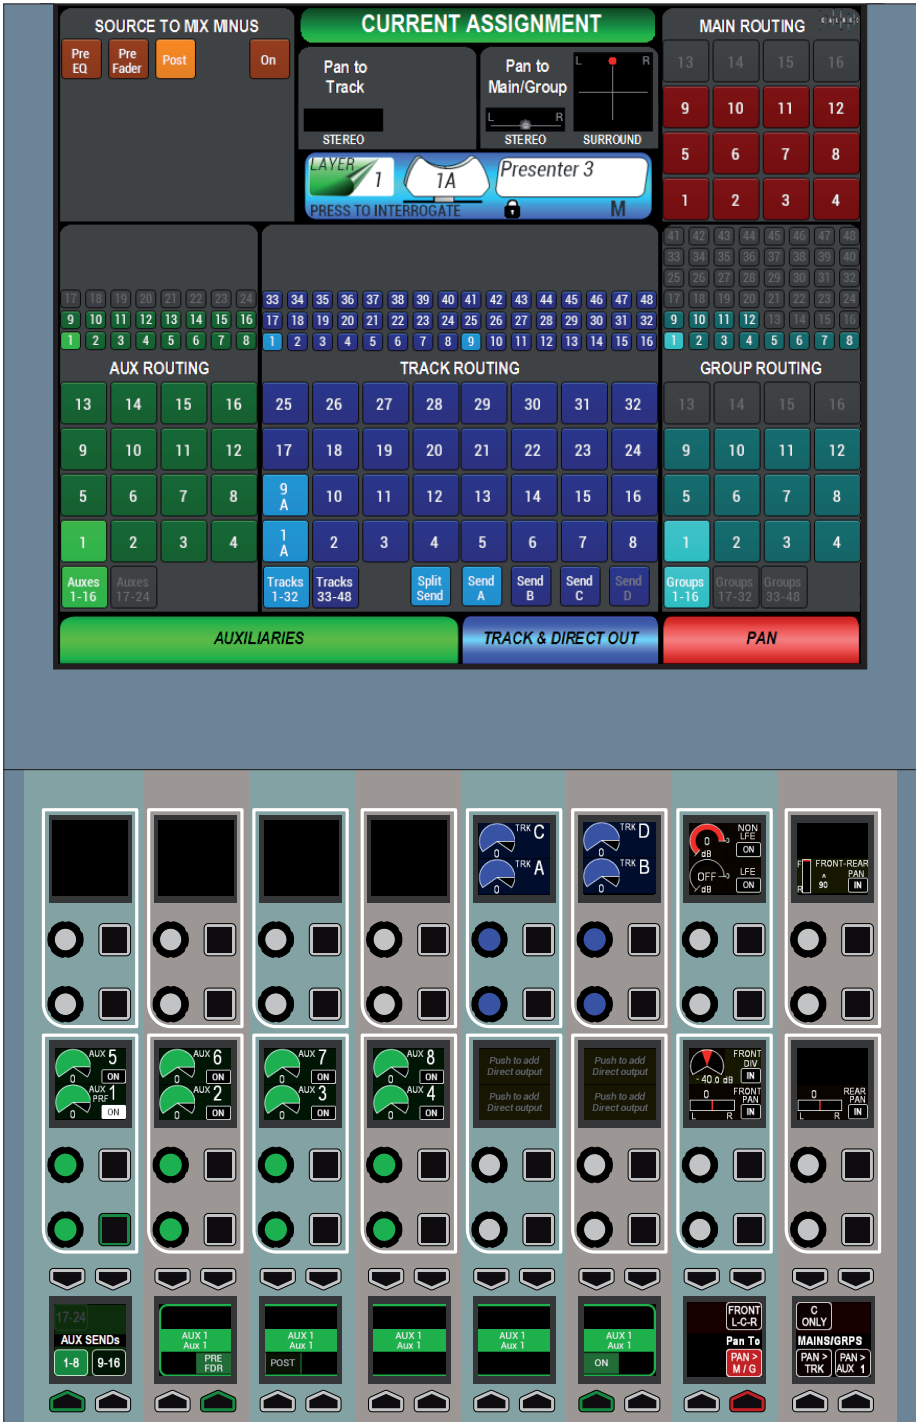 SOURCE TO MIX MINUS
Pre EQ
Pre Fader
Post
On
CURRENT ASSIGNMENT
Pan to Track
STEREO
Pan to Main/Group
L R
STEREO
L R
SURROUND
LAYER 1
1A
Presenter 3
PRESS TO INTERROGATE
M
MAIN ROUTING
CALREC
13 14 15 16
9 10 11 12
5 6 7 8
1 2 3 4
17 18 19 20 21 22 23 24
9 10 11 12 13 14 15 16
1 2 3 4 5 6 7 8
AUX ROUTING
13 14 15 16
9 10 11 12
5 6 7 8
1 2 3 4
Auxes 1-16
Auxes 17-24
33 34 35 36 37 38 39 40 41 42 43 44 45 46 47 48
17 18 19 20 21 22 23 24 25 26 27 28 29 30 31 32
1 2 3 4 5 6 7 8 9 10 11 12 13 14 15 16
TRACK ROUTING
25 26 27 28 29 30 31 32
17 18 19 20 21 22 23 24
9 A 10 11 12 13 14 15 16
1 A 2 3 4 5 6 7 8
Tracks 1-32
Tracks 33-48
Split Send
Send A
Send B
Send C
Send D
41 42 43 44 45 46 47 48
33 34 35 36 37 38 39 40
25 26 27 28 29 30 31 32
17 18 19 20 21 22 23 24
9 10 11 12 13 14 15 16
1 2 3 4 5 6 7 8
GROUP ROUTING
13 14 15 16
9 10 11 12
5 6 7 8
1 2 3 4
Groups 1-16
Groups 17-32
Groups 33-48
AUXILIARIES
TRACK & DIRECT OUT
PAN
TRK C
0
TRK A
0
TRK D
0
TRK B
0
NON LFE
0 dB
ON
LFE
OFF dB
ON
F
R
FRONT-REAR PAN
^
90
IN
AUX 5
0 ON
AUX PRF 1
0 ON
AUX 6
0 ON
AUX 2
0 ON
AUX 7
0 ON
AUX 3
0 ON
AUX 8
0 ON
AUX 4
0 ON
Push to add
Direct output
Push to add
Direct output
Push to add
Direct output
Push to add
Direct output
FRONT DIV
- 40.0 dB
IN
FRONT PAN
0
L R
IN
REAR PAN
0
L R
IN
17-24
AUX SENDs
1-8 9-16
AUX 1
Aux 1
PRE FDR
AUX 1
Aux 1
POST
AUX 1
Aux 1
AUX 1
Aux 1
AUX 1
Aux 1
ON
FRONT L-C-R
Pan To
PAN > M / G
C ONLY
MAINS/GRPS
PAN > TRK
PAN > AUX 1